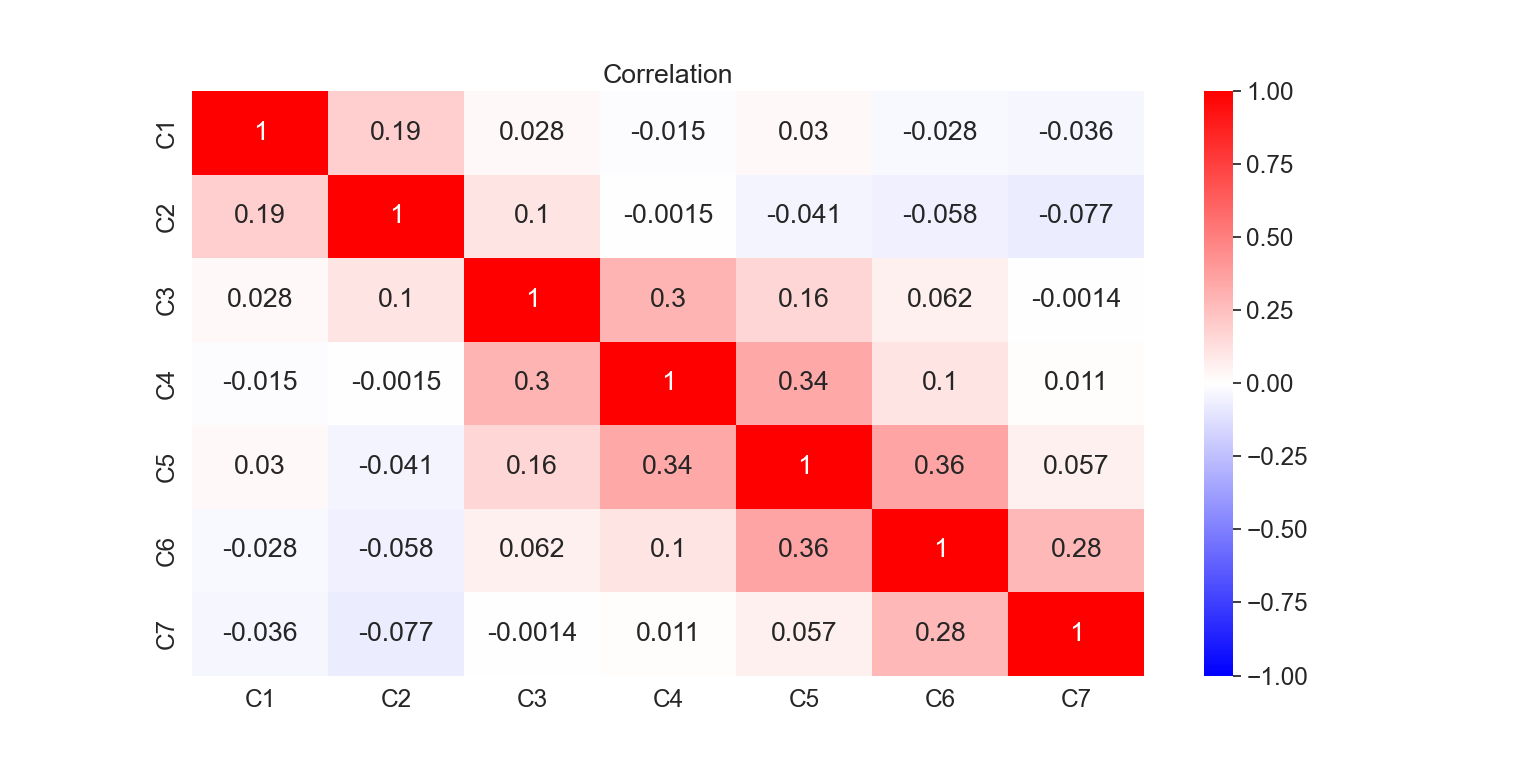 Correlation
C1 1 0.19 0.028 -0.015 0.03 -0.028 -0.036
C2 0.19 1 0.1 -0.0015 -0.041 -0.058 -0.077
C3 0.028 0.1 1 0.3 0.16 0.062 -0.0014
C4 -0.015 -0.0015 0.3 1 0.34 0.1 0.011
C5 0.03 -0.041 0.16 0.34 1 0.36 0.057
C6 -0.028 -0.058 0.062 0.1 0.36 1 0.28
C7 -0.036 -0.077 -0.0014 0.011 0.057 0.28 1
C1 C2 C3 C4 C5 C6 C7
1.00
0.75
0.50
0.25
0.00
−0.25
−0.50
−0.75
−1.00